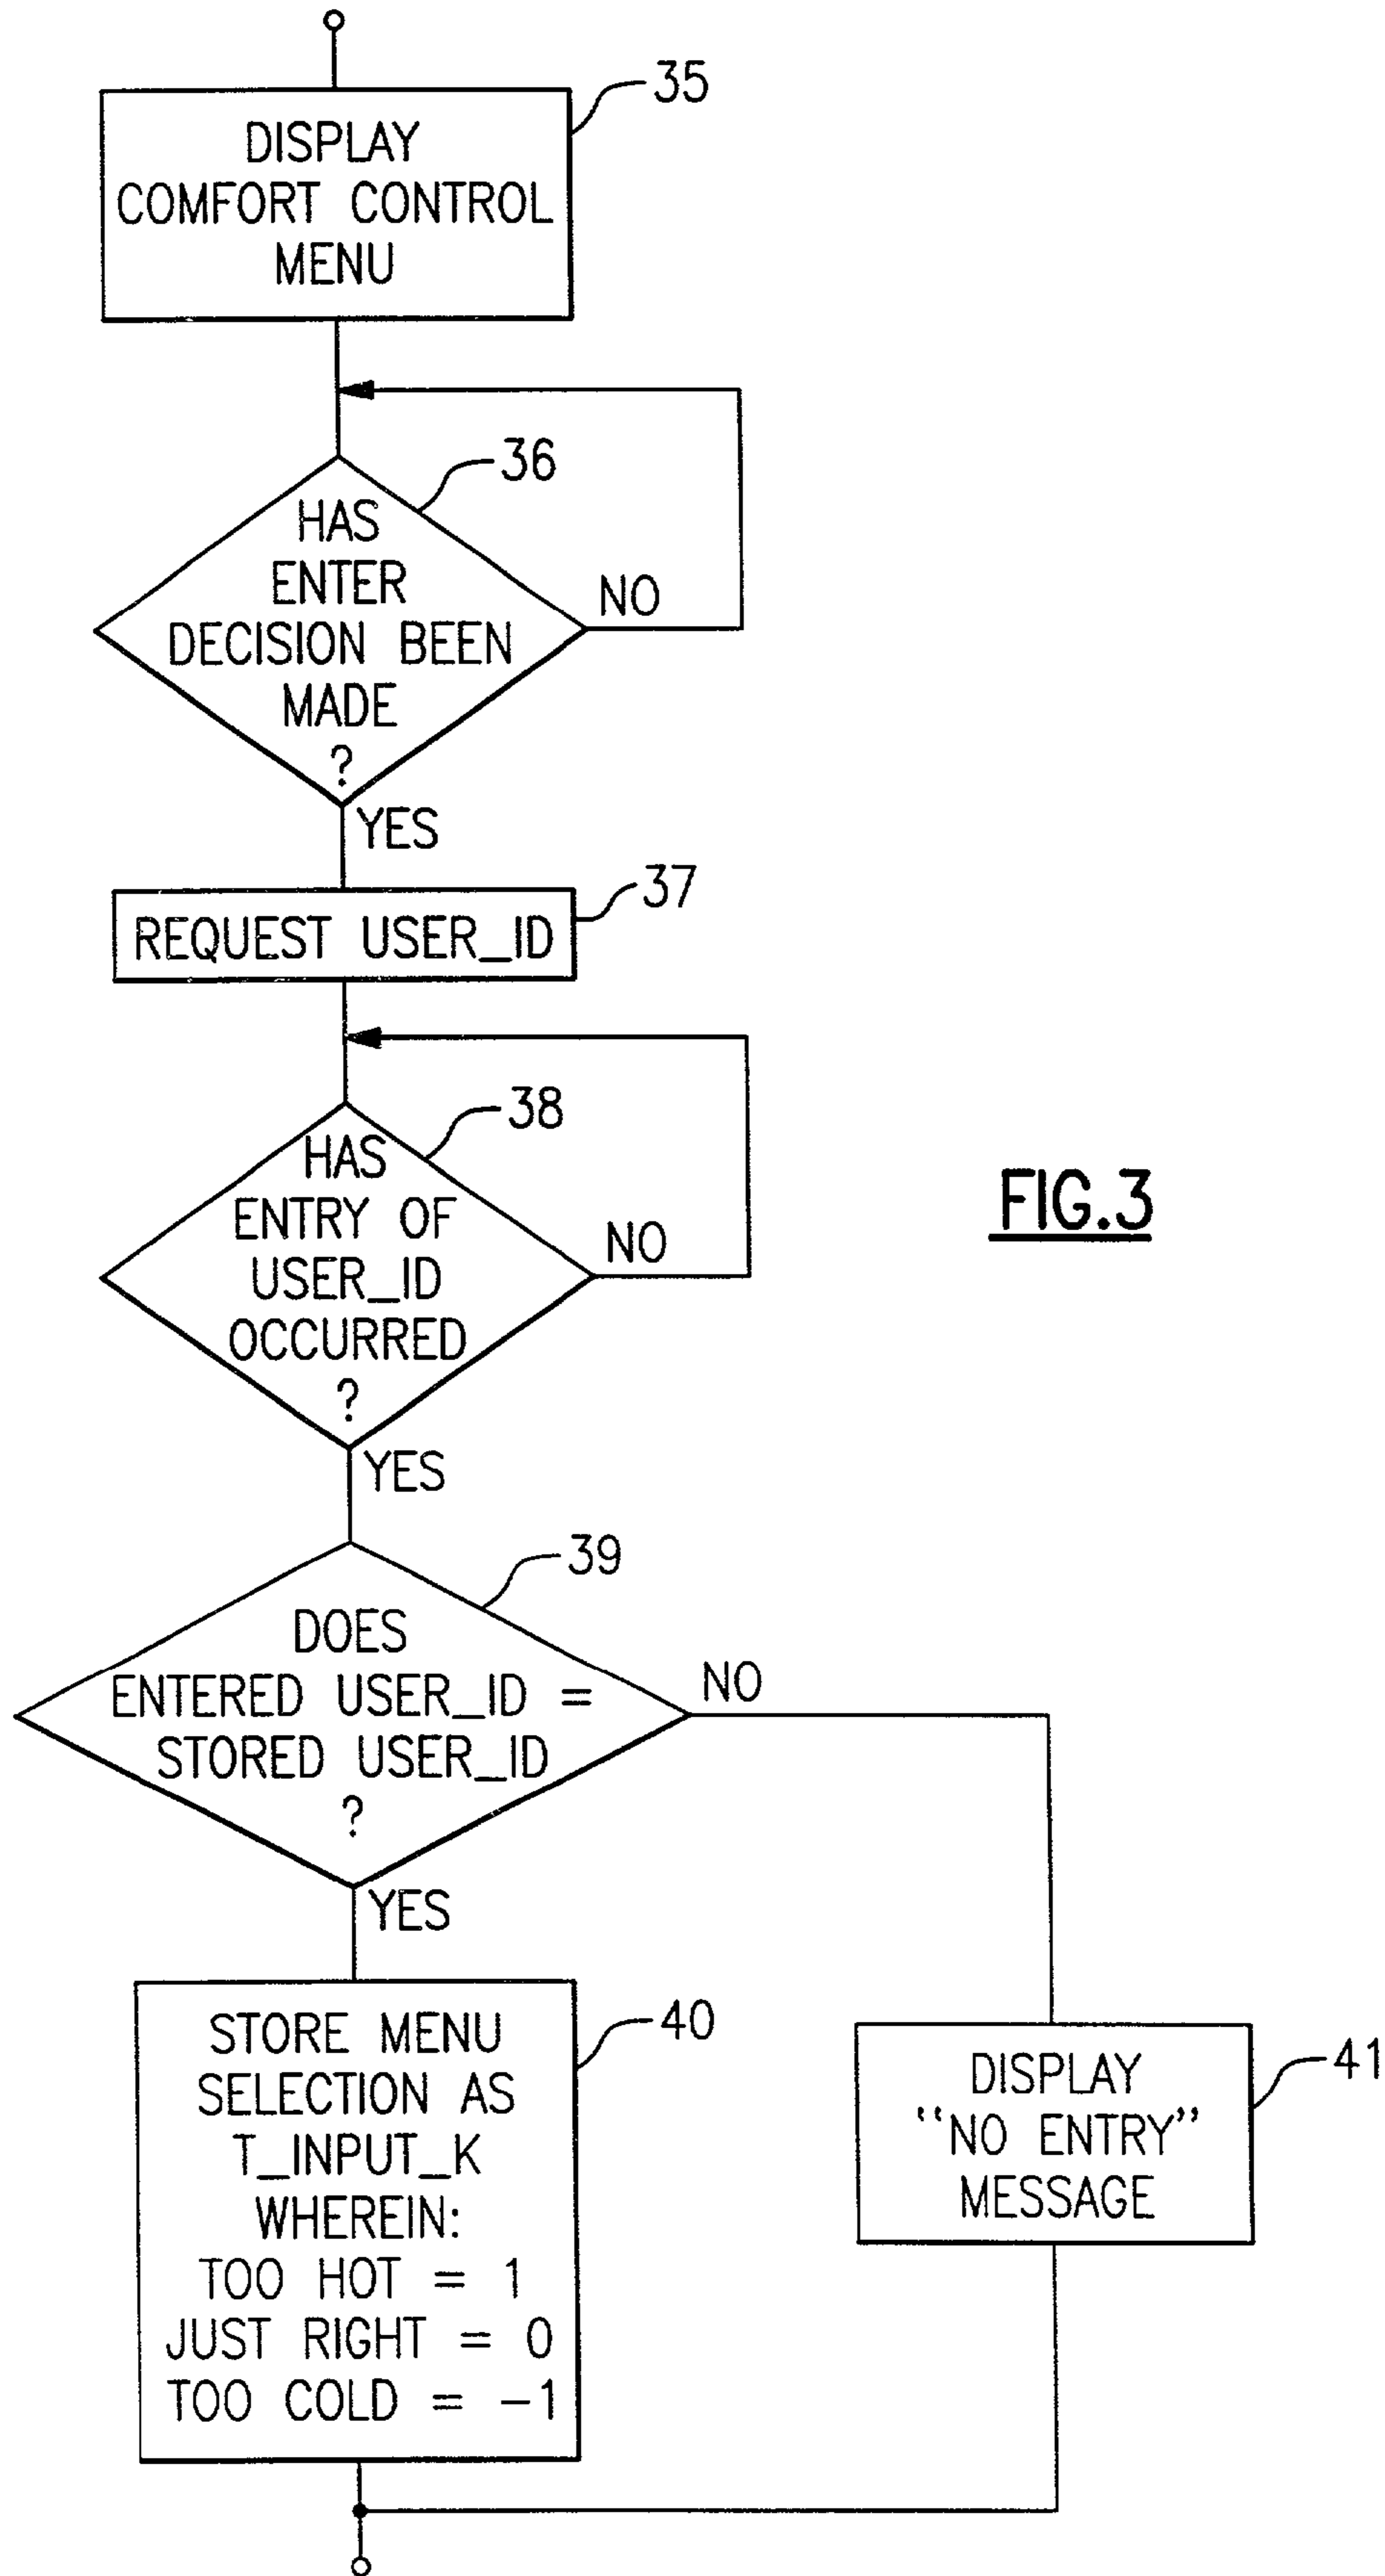 35
DISPLAY
COMFORT CONTROL
MENU
36
HAS
ENTER
DECISION BEEN
MADE
?
NO
YES
37
REQUEST USER_ID
38
HAS
ENTRY OF
USER_ID
OCCURRED
?
NO
YES
FIG.3
39
DOES
ENTERED USER_ID =
STORED USER_ID
?
NO
YES
40
STORE MENU
SELECTION AS
T_INPUT_K
WHEREIN:
TOO HOT = 1
JUST RIGHT = 0
TOO COLD = -1
41
DISPLAY
“NO ENTRY”
MESSAGE